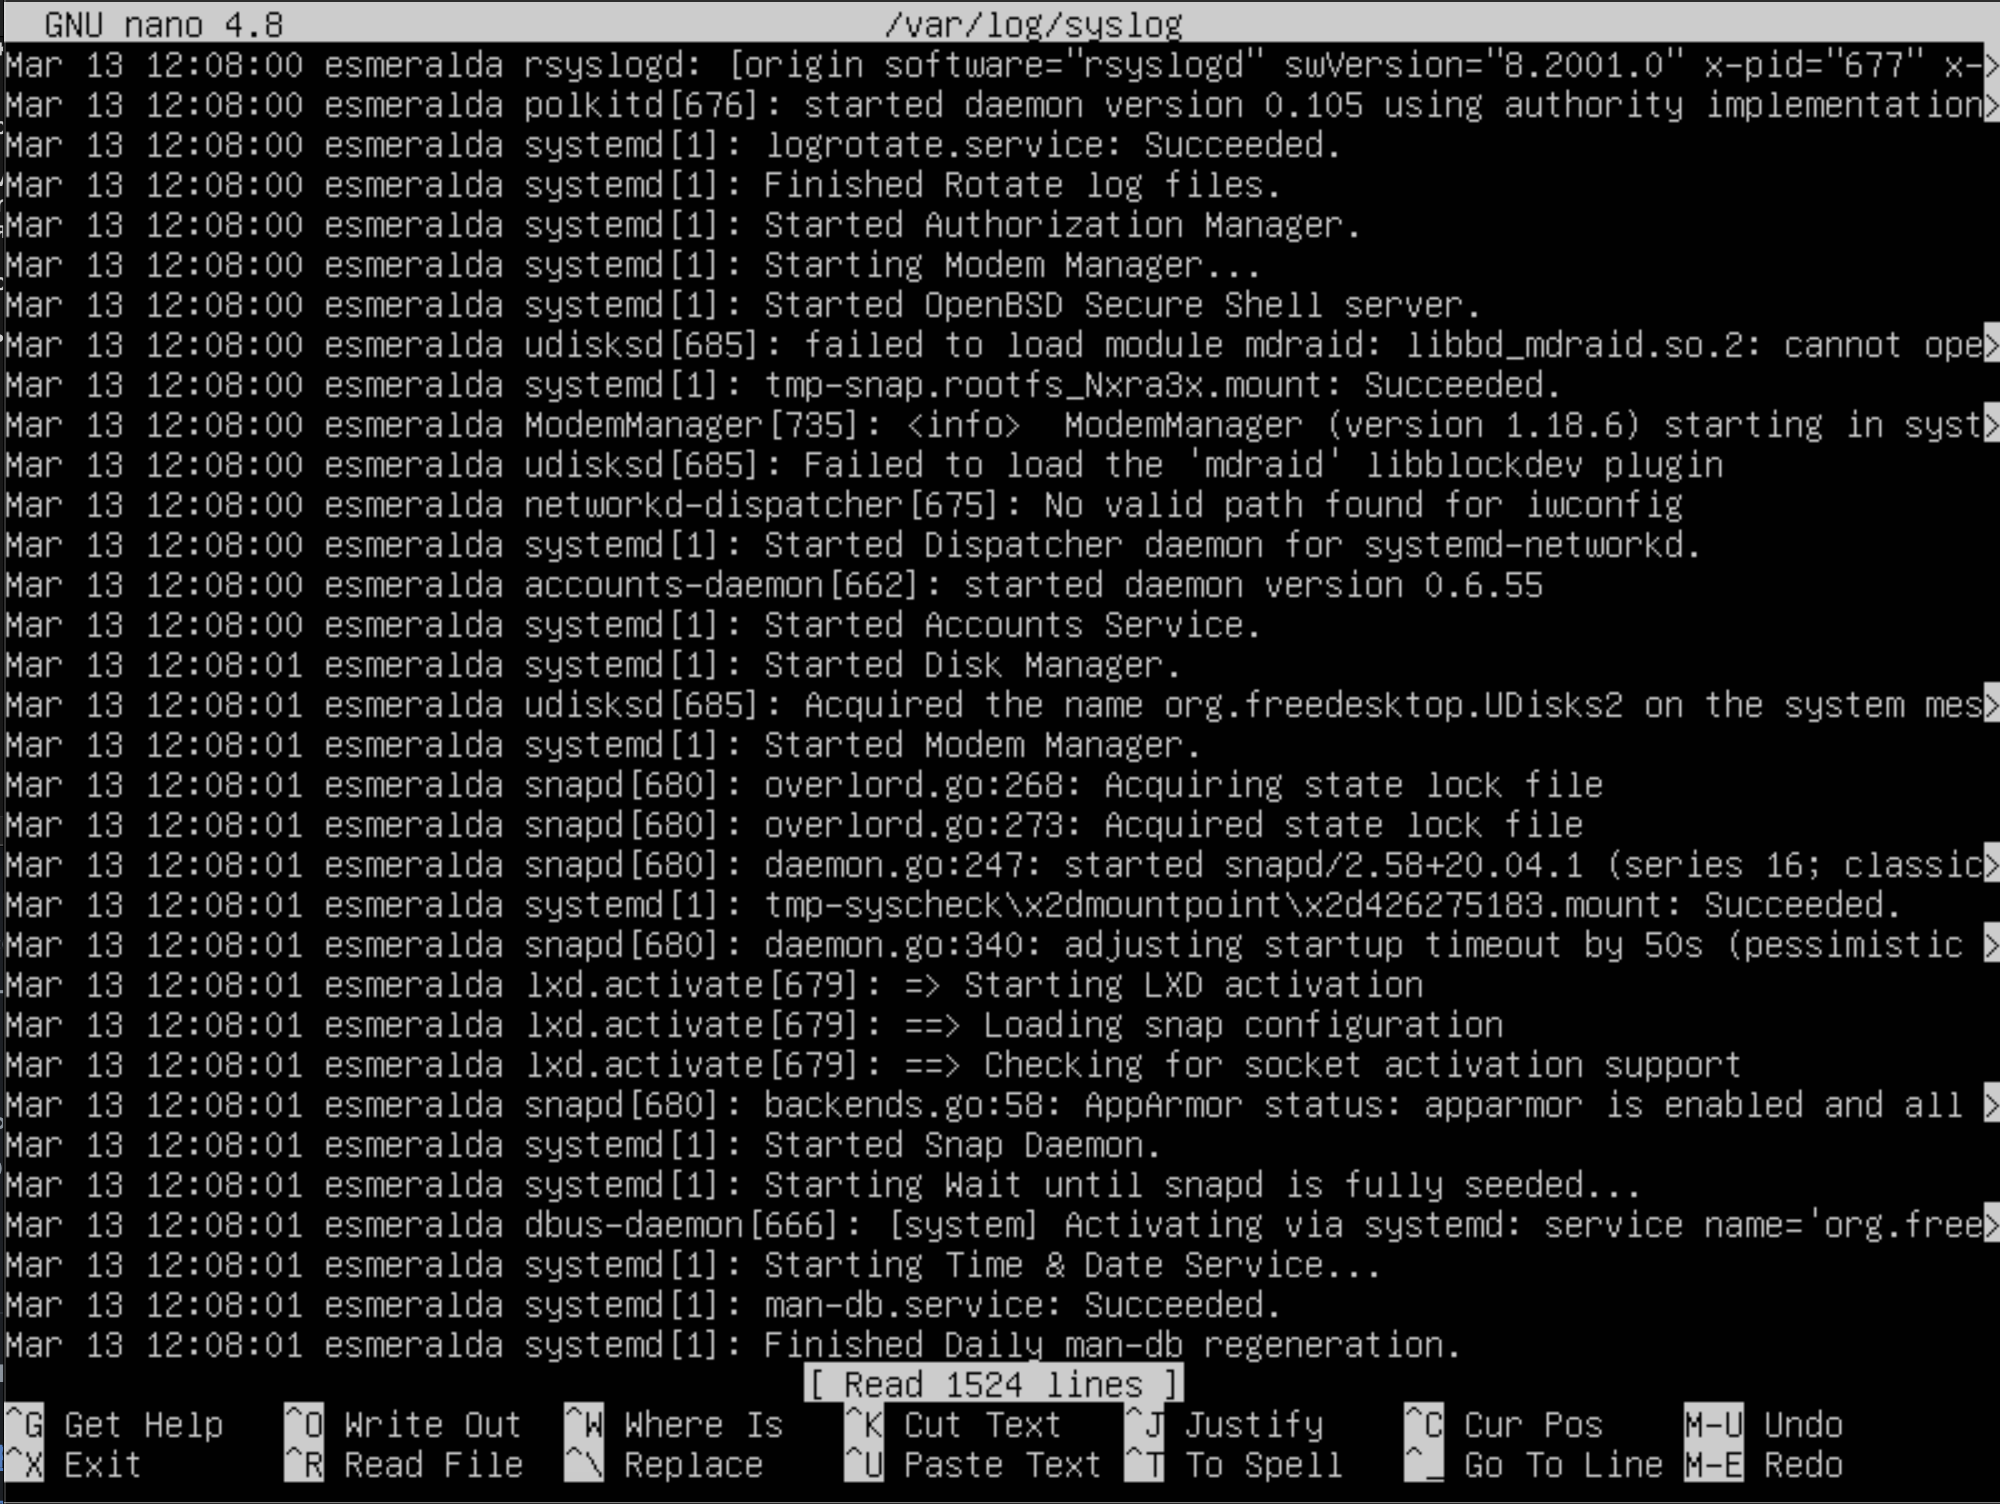 GNU nano 4.8 /var/log/syslog
Mar 13 12:08:00 esmeralda rsyslogd: [origin software="rsyslogd" swVersion="8.2001.0" x-pid="677" x->
Mar 13 12:08:00 esmeralda polkitd[676]: started daemon version 0.105 using authority implementation>
Mar 13 12:08:00 esmeralda systemd[1]: logrotate.service: Succeeded.
Mar 13 12:08:00 esmeralda systemd[1]: Finished Rotate log files.
Mar 13 12:08:00 esmeralda systemd[1]: Started Authorization Manager.
Mar 13 12:08:00 esmeralda systemd[1]: Starting Modem Manager...
Mar 13 12:08:00 esmeralda systemd[1]: Started OpenBSD Secure Shell server.
Mar 13 12:08:00 esmeralda udisksd[685]: failed to load module mdraid: libbd_mdraid.so.2: cannot ope>
Mar 13 12:08:00 esmeralda systemd[1]: tmp-snap.rootfs_Nxra3x.mount: Succeeded.
Mar 13 12:08:00 esmeralda ModemManager[735]: <info>  ModemManager (version 1.18.6) starting in syst>
Mar 13 12:08:00 esmeralda udisksd[685]: Failed to load the 'mdraid' libblockdev plugin
Mar 13 12:08:00 esmeralda networkd-dispatcher[675]: No valid path found for iwconfig
Mar 13 12:08:00 esmeralda systemd[1]: Started Dispatcher daemon for systemd-networkd.
Mar 13 12:08:00 esmeralda accounts-daemon[662]: started daemon version 0.6.55
Mar 13 12:08:00 esmeralda systemd[1]: Started Accounts Service.
Mar 13 12:08:01 esmeralda systemd[1]: Started Disk Manager.
Mar 13 12:08:01 esmeralda udisksd[685]: Acquired the name org.freedesktop.UDisks2 on the system mes>
Mar 13 12:08:01 esmeralda systemd[1]: Started Modem Manager.
Mar 13 12:08:01 esmeralda snapd[680]: overlord.go:268: Acquiring state lock file
Mar 13 12:08:01 esmeralda snapd[680]: overlord.go:273: Acquired state lock file
Mar 13 12:08:01 esmeralda snapd[680]: daemon.go:247: started snapd/2.58+20.04.1 (series 16; classic>
Mar 13 12:08:01 esmeralda systemd[1]: tmp-syscheck\x2dmountpoint\x2d426275183.mount: Succeeded.
Mar 13 12:08:01 esmeralda snapd[680]: daemon.go:340: adjusting startup timeout by 50s (pessimistic >
Mar 13 12:08:01 esmeralda lxd.activate[679]: => Starting LXD activation
Mar 13 12:08:01 esmeralda lxd.activate[679]: ==> Loading snap configuration
Mar 13 12:08:01 esmeralda lxd.activate[679]: ==> Checking for socket activation support
Mar 13 12:08:01 esmeralda snapd[680]: backends.go:58: AppArmor status: apparmor is enabled and all >
Mar 13 12:08:01 esmeralda systemd[1]: Started Snap Daemon.
Mar 13 12:08:01 esmeralda systemd[1]: Starting Wait until snapd is fully seeded...
Mar 13 12:08:01 esmeralda dbus-daemon[666]: [system] Activating via systemd: service name='org.free>
Mar 13 12:08:01 esmeralda systemd[1]: Starting Time & Date Service...
Mar 13 12:08:01 esmeralda systemd[1]: man-db.service: Succeeded.
Mar 13 12:08:01 esmeralda systemd[1]: Finished Daily man-db regeneration.
[ Read 1524 lines ]
^G Get Help ^O Write Out ^W Where Is ^K Cut Text ^J Justify ^C Cur Pos M-U Undo
^X Exit ^R Read File ^\ Replace ^U Paste Text ^T To Spell ^_ Go To Line M-E Redo